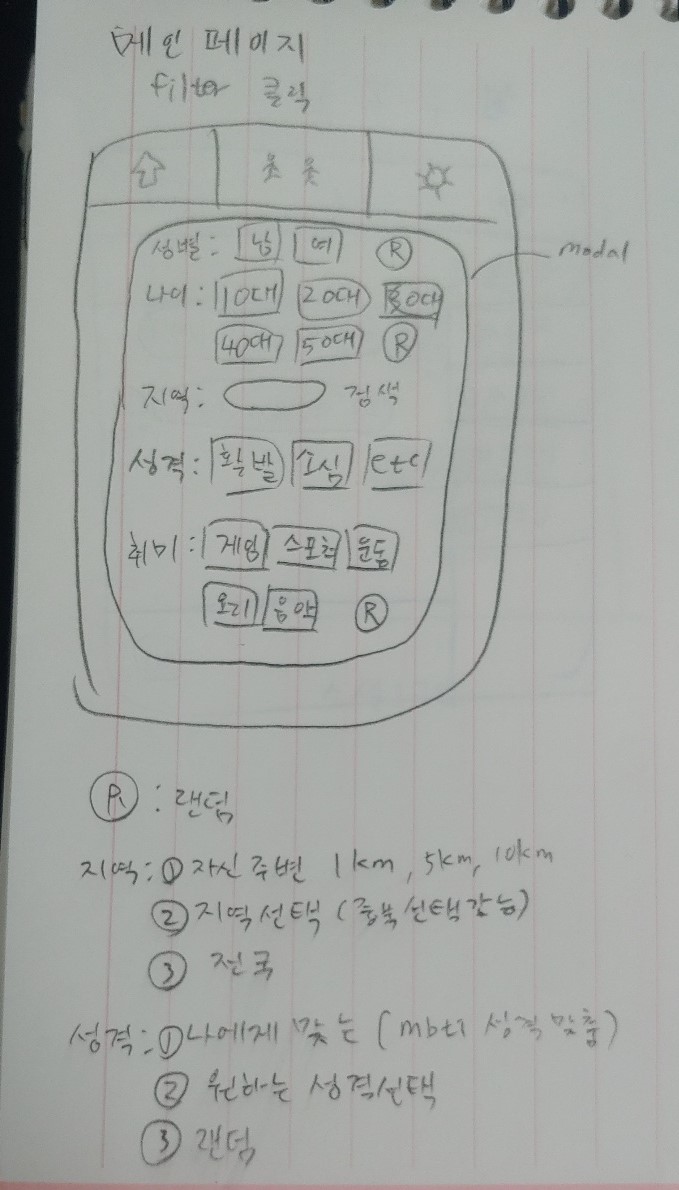 메인 페이지
filter 클릭
성별: 남 여 R
modal
나이: 10대 20대 30대
40대 50대 R
지역: 검색
성격: 활발 소심 etc
취미: 게임 스포츠 운동
요리 음악 R
R : 랜덤
지역: ① 자신 주변 1km, 5km, 10km
② 지역선택 (중복선택가능)
③ 전국
성격: ① 나에게 맞는 (mbti 성격 맞춤)
② 원하는 성격선택
③ 랜덤